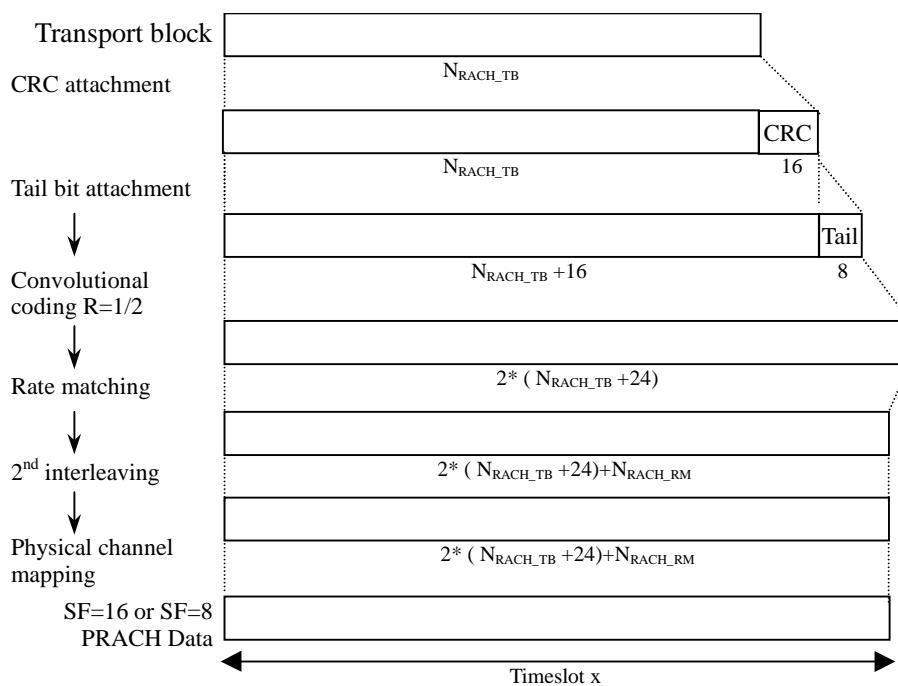 Transport block
N_RACH_TB
CRC attachment
CRC
N_RACH_TB
16
Tail bit attachment
Tail
N_RACH_TB +16
8
Convolutional
coding R=1/2
2* ( N_RACH_TB +24)
Rate matching
2* ( N_RACH_TB +24)+N_RACH_RM
2nd interleaving
2* ( N_RACH_TB +24)+N_RACH_RM
Physical channel
mapping
SF=16 or SF=8
PRACH Data
Timeslot x